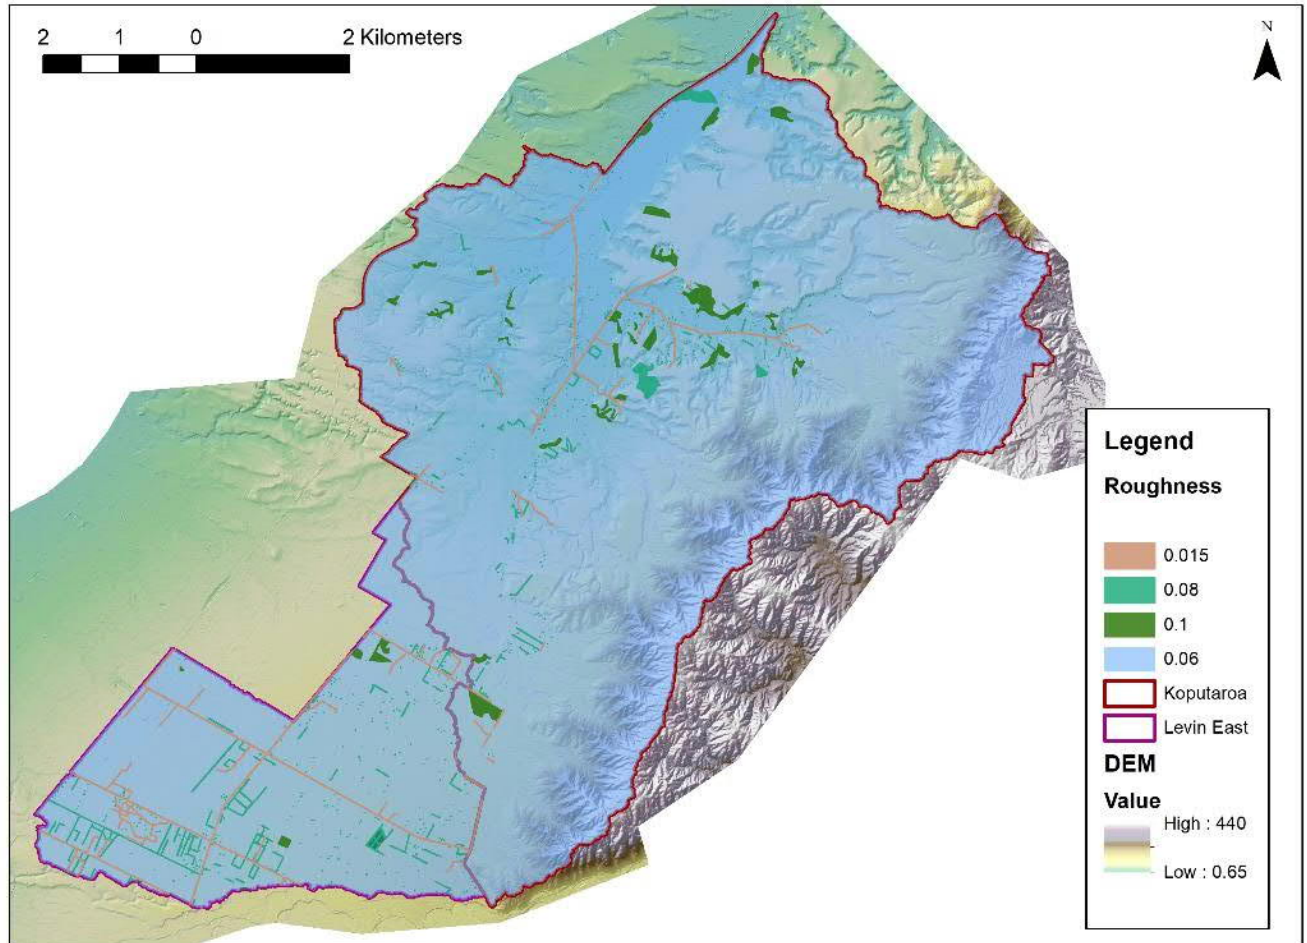 2 1 0 2 Kilometers
N
Legend
Roughness
0.015
0.08
0.1
0.06
Koputaroa
Levin East
DEM
Value
High : 440
Low : 0.65